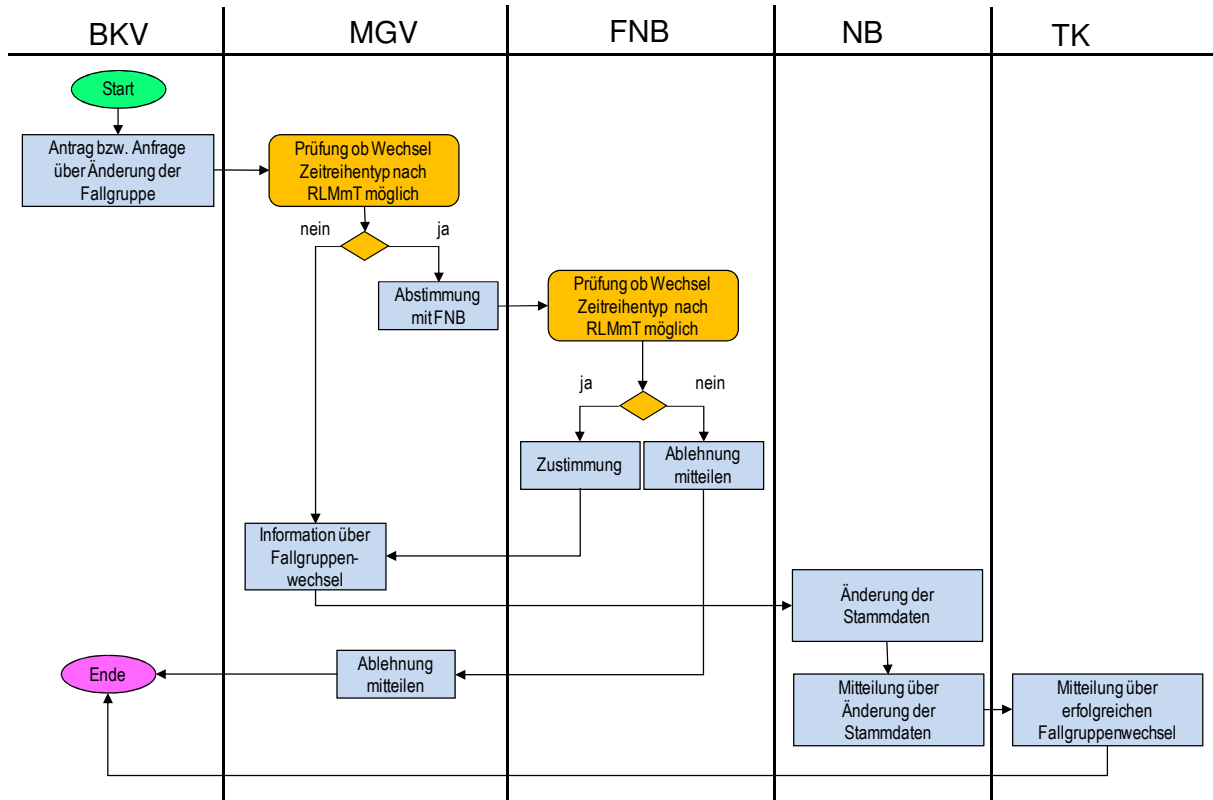 BKV
MGV
FNB
NB
TK
Start
Antrag bzw. Anfrage
über Änderung der
Fallgruppe
Prüfung ob Wechsel
Zeitreihentyp nach
RLMmT möglich
nein
ja
Abstimmung
mit FNB
Prüfung ob Wechsel
Zeitreihentyp nach
RLMmT möglich
ja
nein
Zustimmung
Ablehnung
mitteilen
Information über
Fallgruppen-
wechsel
Änderung der
Stammdaten
Ende
Ablehnung
mitteilen
Mitteilung über
Änderung der
Stammdaten
Mitteilung über
erfolgreichen
Fallgruppenwechsel